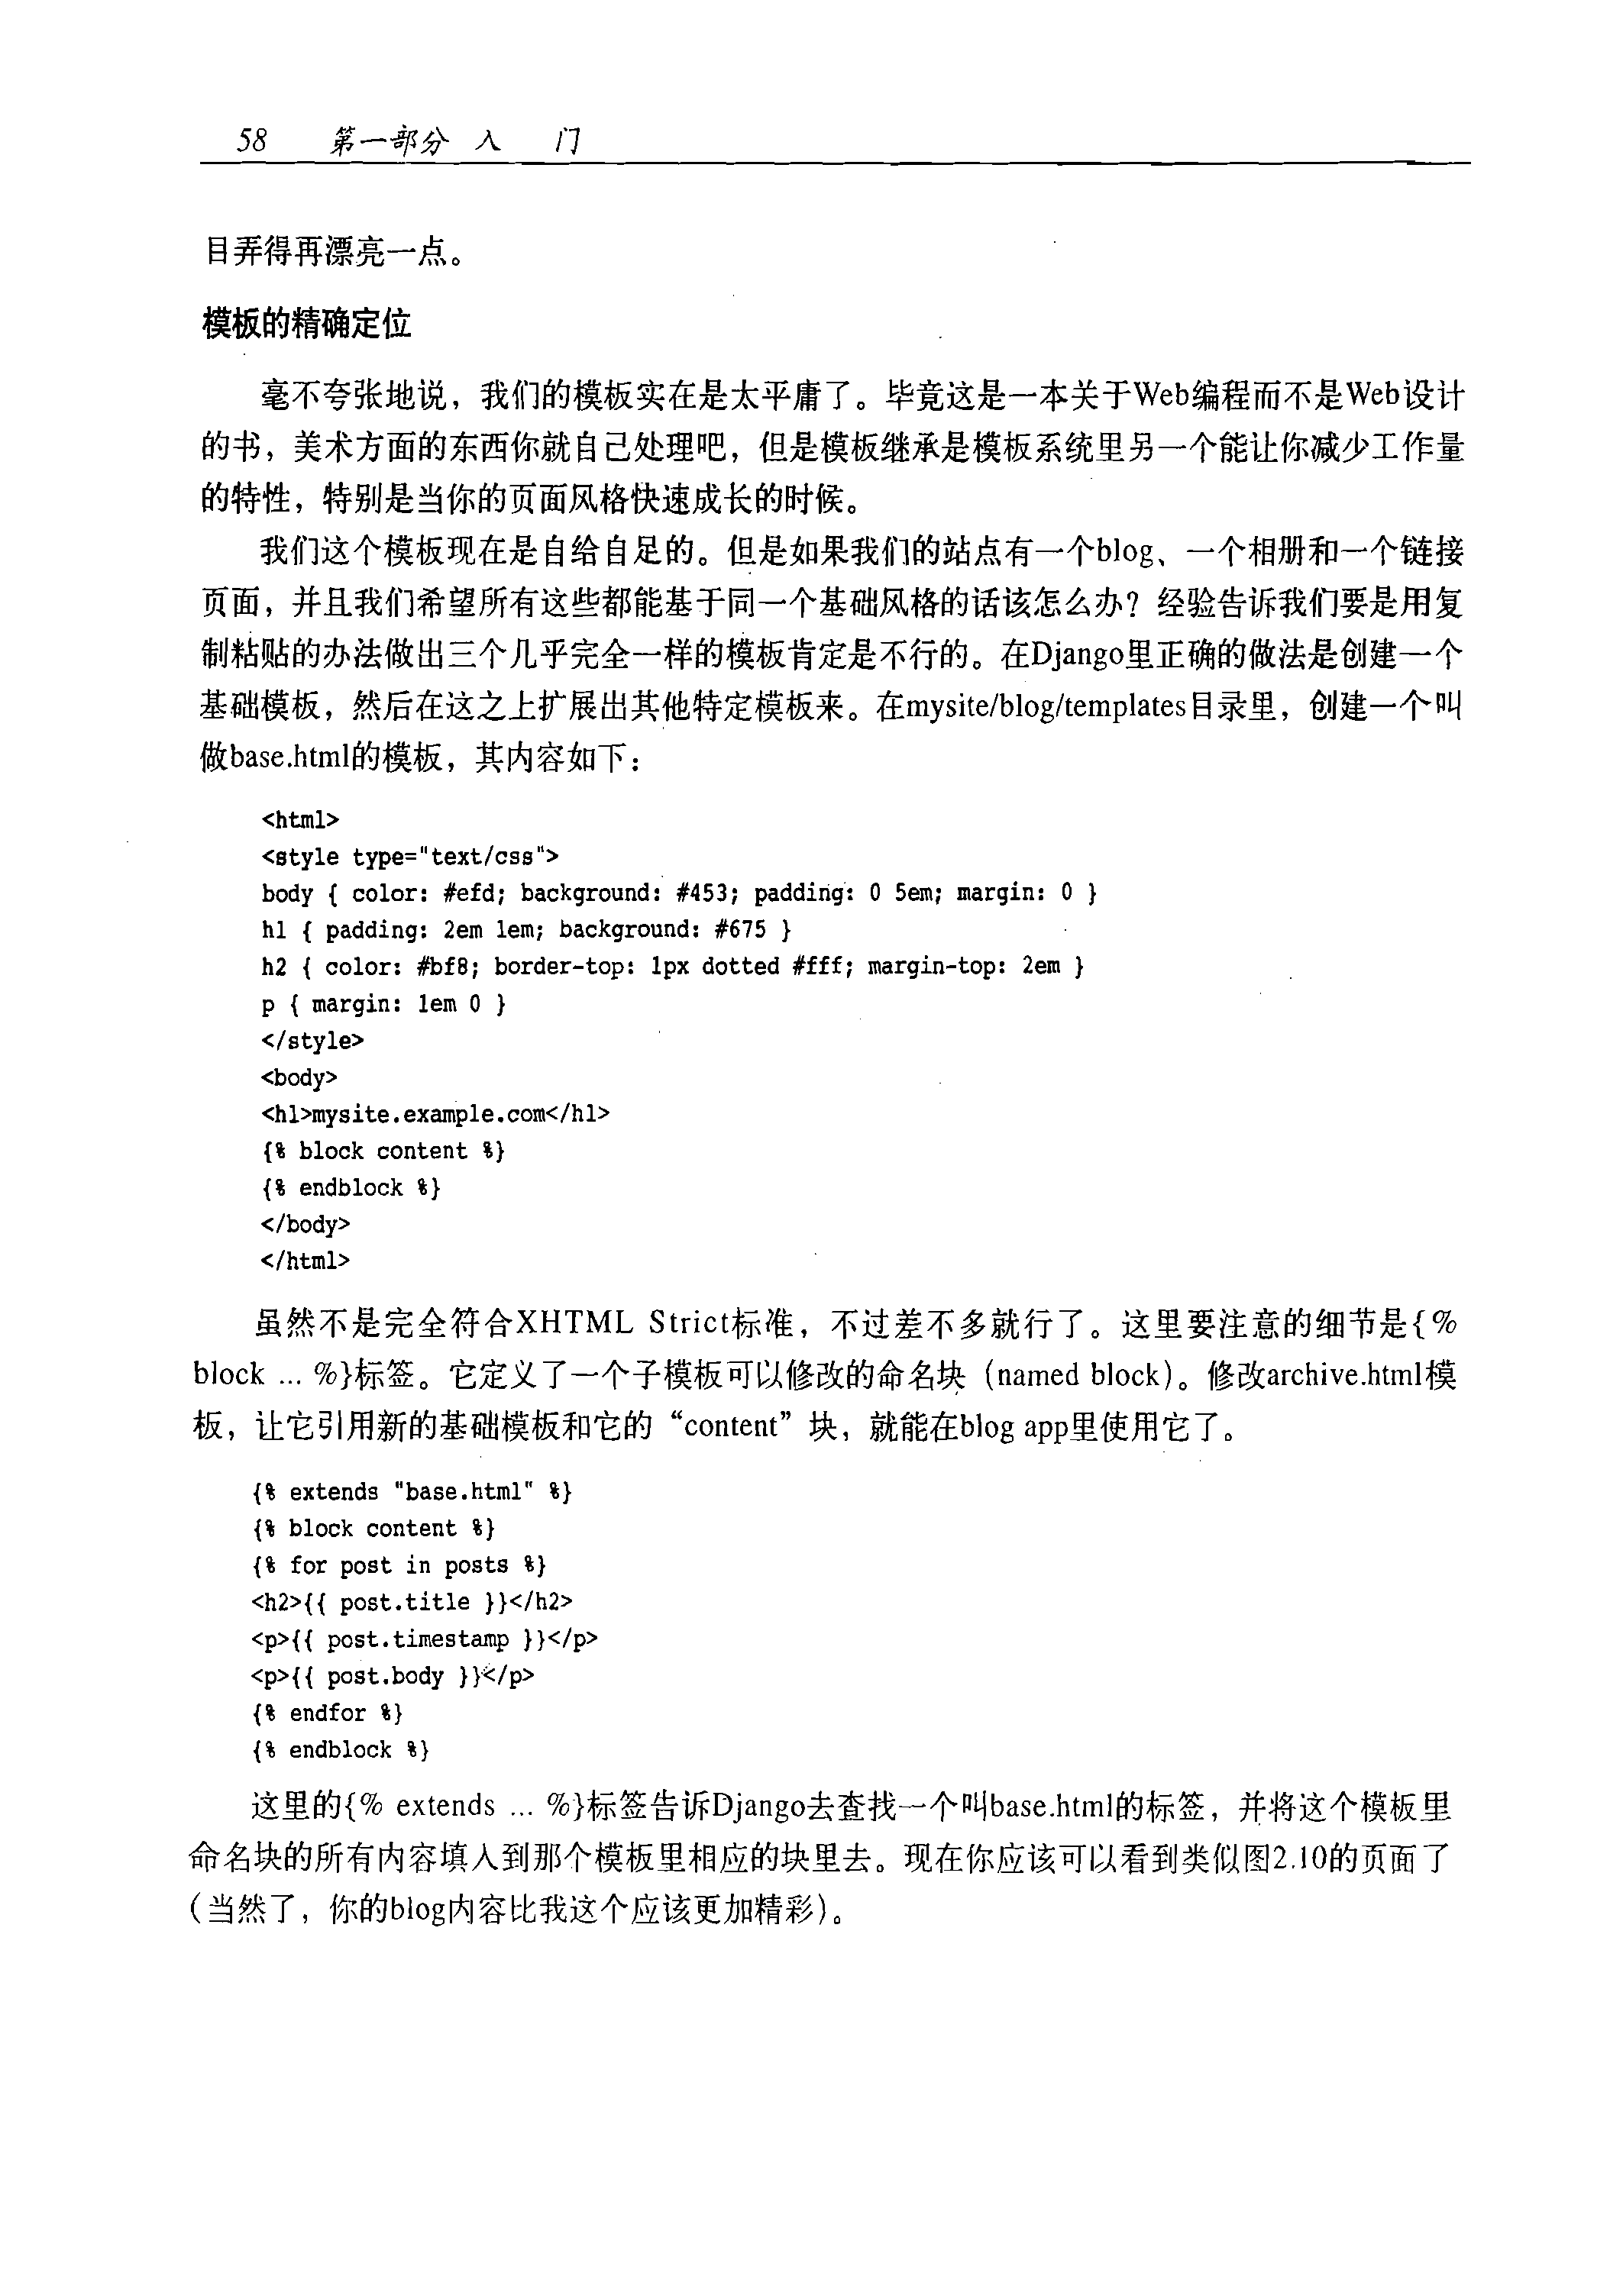 58 第一部分 入 门
目弄得再漂亮一点。
模板的精确定位
毫不夸张地说，我们的模板实在是太平庸了。毕竟这是一本关于Web编程而不是Web设计
的书，美术方面的东西你就自己处理吧，但是模板继承是模板系统里另一个能让你减少工作量
的特性，特别是当你的页面风格快速成长的时候。
我们这个模板现在是自给自足的。但是如果我们的站点有一个blog、一个相册和一个链接
页面，并且我们希望所有这些都能基于同一个基础风格的话该怎么办？经验告诉我们要是用复
制粘贴的办法做出三个几乎完全一样的模板肯定是不行的。在Django里正确的做法是创建一个
基础模板，然后在这之上扩展出其他特定模板来。在mysite/blog/templates目录里，创建一个叫
做base.html的模板，其内容如下：
<html>
<style type="text/css">
body { color: #efd; background: #453; padding: 0 5em; margin: 0 }
h1 { padding: 2em 1em; background: #675 }
h2 { color: #bf8; border-top: 1px dotted #fff; margin-top: 2em }
p { margin: 1em 0 }
</style>
<body>
<h1>mysite.example.com</h1>
{% block content %}
{% endblock %}
</body>
</html>
虽然不是完全符合XHTML Strict标准，不过差不多就行了。这里要注意的细节是{%
block ... %}标签。它定义了一个子模板可以修改的命名块（named block）。修改archive.html模
板，让它引用新的基础模板和它的“content”块，就能在blog app里使用它了。
{% extends "base.html" %}
{% block content %}
{% for post in posts %}
<h2>{{ post.title }}</h2>
<p>{{ post.timestamp }}</p>
<p>{{ post.body }}</p>
{% endfor %}
{% endblock %}
这里的{% extends ... %}标签告诉Django去查找一个叫base.html的标签，并将这个模板里
命名块的所有内容填入到那个模板里相应的块里去。现在你应该可以看到类似图2.10的页面了
（当然了，你的blog内容比我这个应该更加精彩）。